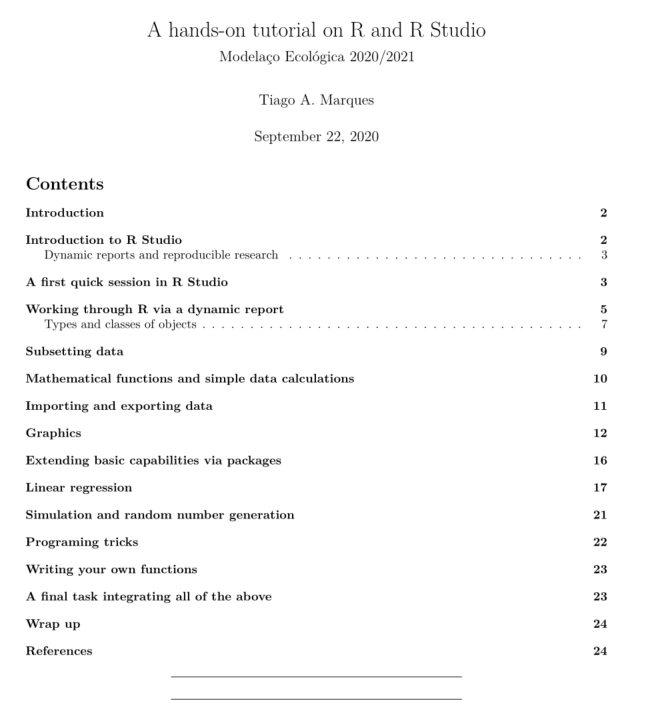 A hands-on tutorial on R and R Studio
Modelaço Ecológica 2020/2021
Tiago A. Marques
September 22, 2020
Contents
Introduction 2
Introduction to R Studio 2
Dynamic reports and reproducible research . . . . . . . . . . . . . . . . . . . . . . . . . . . . . . . 3
A first quick session in R Studio 3
Working through R via a dynamic report 5
Types and classes of objects . . . . . . . . . . . . . . . . . . . . . . . . . . . . . . . . . . . . . . . . 7
Subsetting data 9
Mathematical functions and simple data calculations 10
Importing and exporting data 11
Graphics 12
Extending basic capabilities via packages 16
Linear regression 17
Simulation and random number generation 21
Programing tricks 22
Writing your own functions 23
A final task integrating all of the above 23
Wrap up 24
References 24